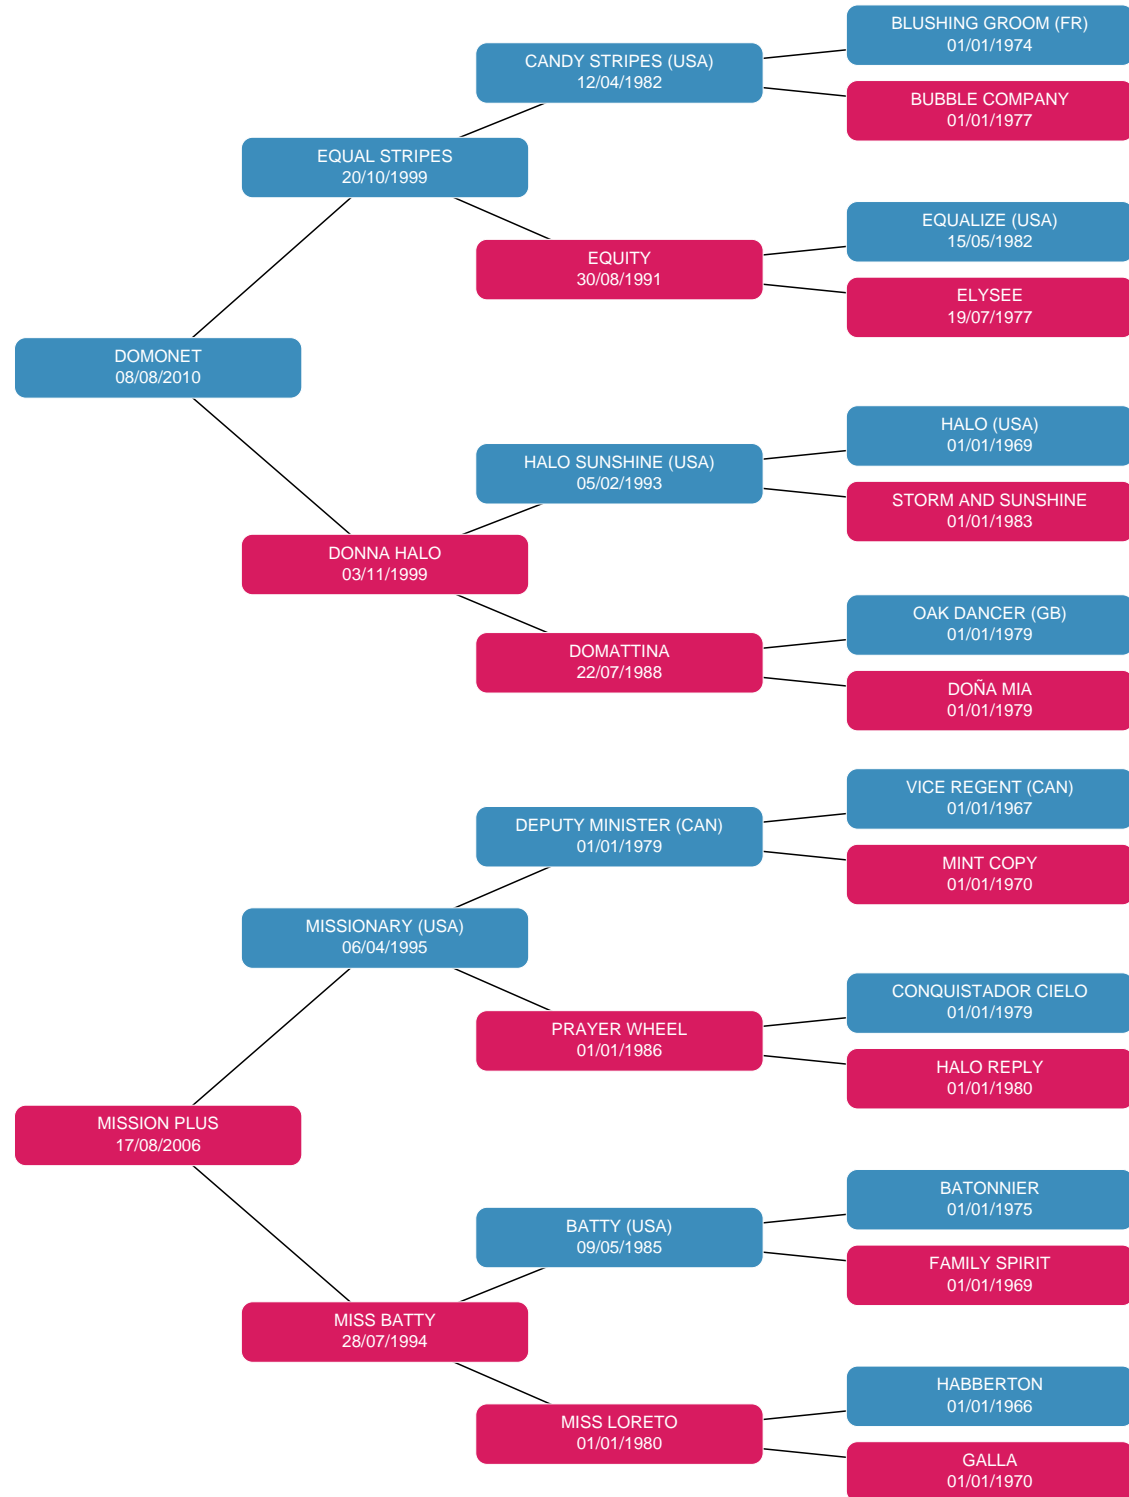 BLUSHING GROOM (FR)
01/01/1974
CANDY STRIPES (USA)
12/04/1982
BUBBLE COMPANY
01/01/1977
EQUAL STRIPES
20/10/1999
EQUALIZE (USA)
15/05/1982
EQUITY
30/08/1991
ELYSEE
19/07/1977
DOMONET
08/08/2010
HALO (USA)
01/01/1969
HALO SUNSHINE (USA)
05/02/1993
STORM AND SUNSHINE
01/01/1983
DONNA HALO
03/11/1999
OAK DANCER (GB)
01/01/1979
DOMATTINA
22/07/1988
DOÑA MIA
01/01/1979
VICE REGENT (CAN)
01/01/1967
DEPUTY MINISTER (CAN)
01/01/1979
MINT COPY
01/01/1970
MISSIONARY (USA)
06/04/1995
CONQUISTADOR CIELO
01/01/1979
PRAYER WHEEL
01/01/1986
HALO REPLY
01/01/1980
MISSION PLUS
17/08/2006
BATONNIER
01/01/1975
BATTY (USA)
09/05/1985
FAMILY SPIRIT
01/01/1969
MISS BATTY
28/07/1994
HABBERTON
01/01/1966
MISS LORETO
01/01/1980
GALLA
01/01/1970